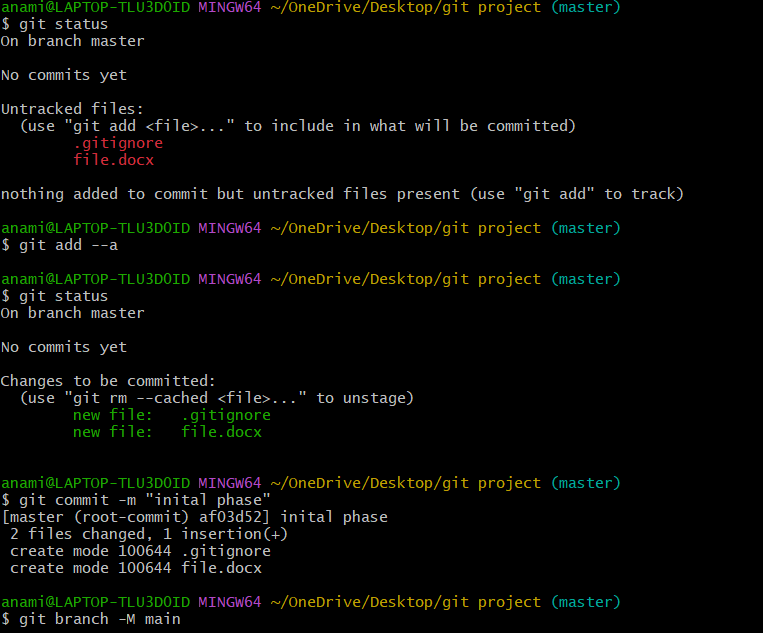 anami@LAPTOP-TLU3DOID MINGW64 ~/OneDrive/Desktop/git project (master)
$ git status
On branch master
No commits yet
Untracked files:
(use "git add <file>..." to include in what will be committed)
.gitignore
file.docx
nothing added to commit but untracked files present (use "git add" to track)
anami@LAPTOP-TLU3DOID MINGW64 ~/OneDrive/Desktop/git project (master)
$ git add --a
anami@LAPTOP-TLU3DOID MINGW64 ~/OneDrive/Desktop/git project (master)
$ git status
On branch master
No commits yet
Changes to be committed:
(use "git rm --cached <file>..." to unstage)
new file:   .gitignore
new file:   file.docx
anami@LAPTOP-TLU3DOID MINGW64 ~/OneDrive/Desktop/git project (master)
$ git commit -m "inital phase"
[master (root-commit) af03d52] inital phase
2 files changed, 1 insertion(+)
create mode 100644 .gitignore
create mode 100644 file.docx
anami@LAPTOP-TLU3DOID MINGW64 ~/OneDrive/Desktop/git project (master)
$ git branch -M main